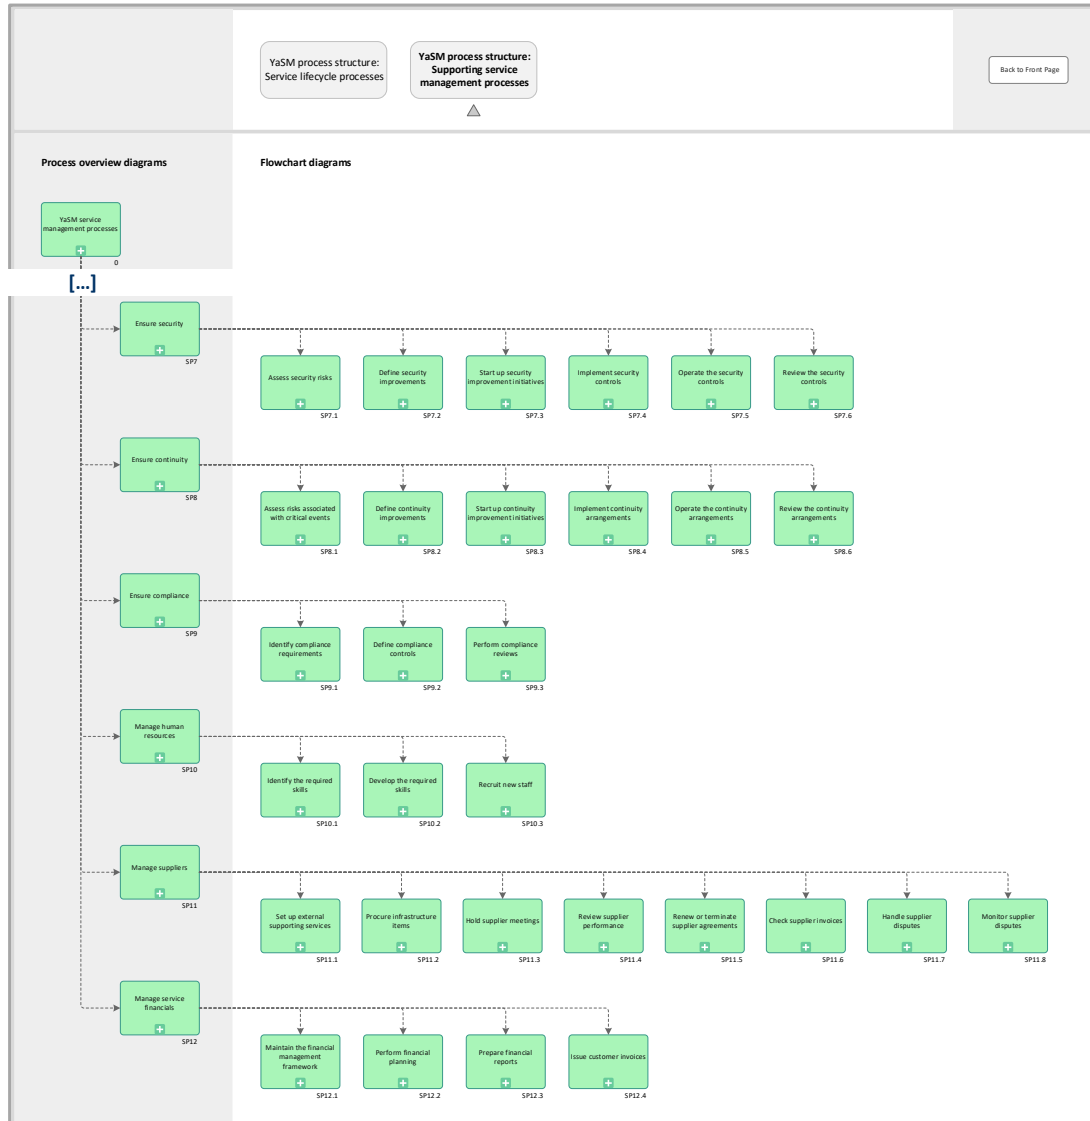 YaSM process structure:
Service lifecycle processes
YaSM process structure:
Supporting service
management processes
Back to Front Page
Process overview diagrams
Flowchart diagrams
YaSM service
management processes
0
[...]
Ensure security
SP7
Assess security risks
SP7.1
Define security
improvements
SP7.2
Start up security
improvement initiatives
SP7.3
Implement security
controls
SP7.4
Operate the security
controls
SP7.5
Review the security
controls
SP7.6
Ensure continuity
SP8
Assess risks associated
with critical events
SP8.1
Define continuity
improvements
SP8.2
Start up continuity
improvement initiatives
SP8.3
Implement continuity
arrangements
SP8.4
Operate the continuity
arrangements
SP8.5
Review the continuity
arrangements
SP8.6
Ensure compliance
SP9
Identify compliance
requirements
SP9.1
Define compliance
controls
SP9.2
Perform compliance
reviews
SP9.3
Manage human
resources
SP10
Identify the required
skills
SP10.1
Develop the required
skills
SP10.2
Recruit new staff
SP10.3
Manage suppliers
SP11
Set up external
supporting services
SP11.1
Procure infrastructure
items
SP11.2
Hold supplier meetings
SP11.3
Review supplier
performance
SP11.4
Renew or terminate
supplier agreements
SP11.5
Check supplier invoices
SP11.6
Handle supplier
disputes
SP11.7
Monitor supplier
disputes
SP11.8
Manage service
financials
SP12
Maintain the financial
management
framework
SP12.1
Perform financial
planning
SP12.2
Prepare financial
reports
SP12.3
Issue customer invoices
SP12.4